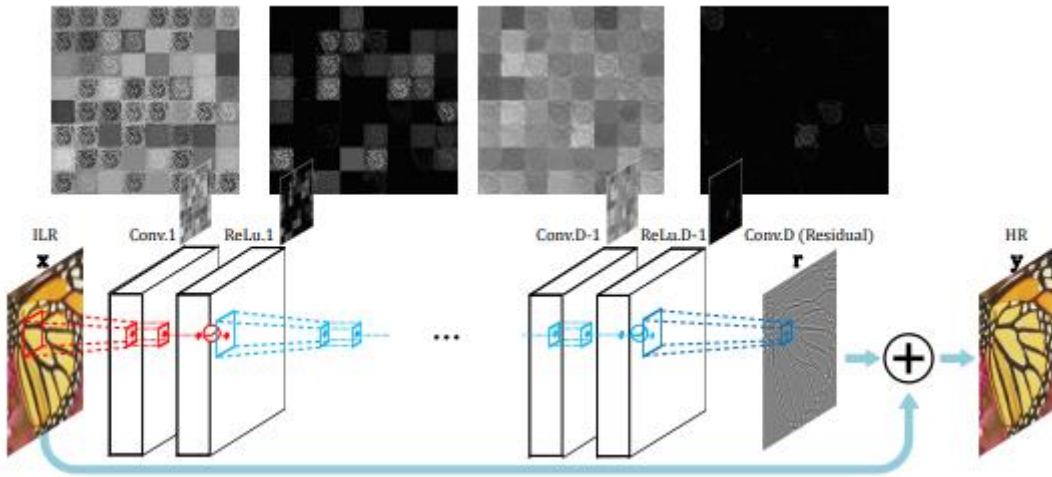 ILR
x
Conv.1
ReLu.1
...
Conv.D-1
ReLu.D-1
Conv.D (Residual)
r
HR
y